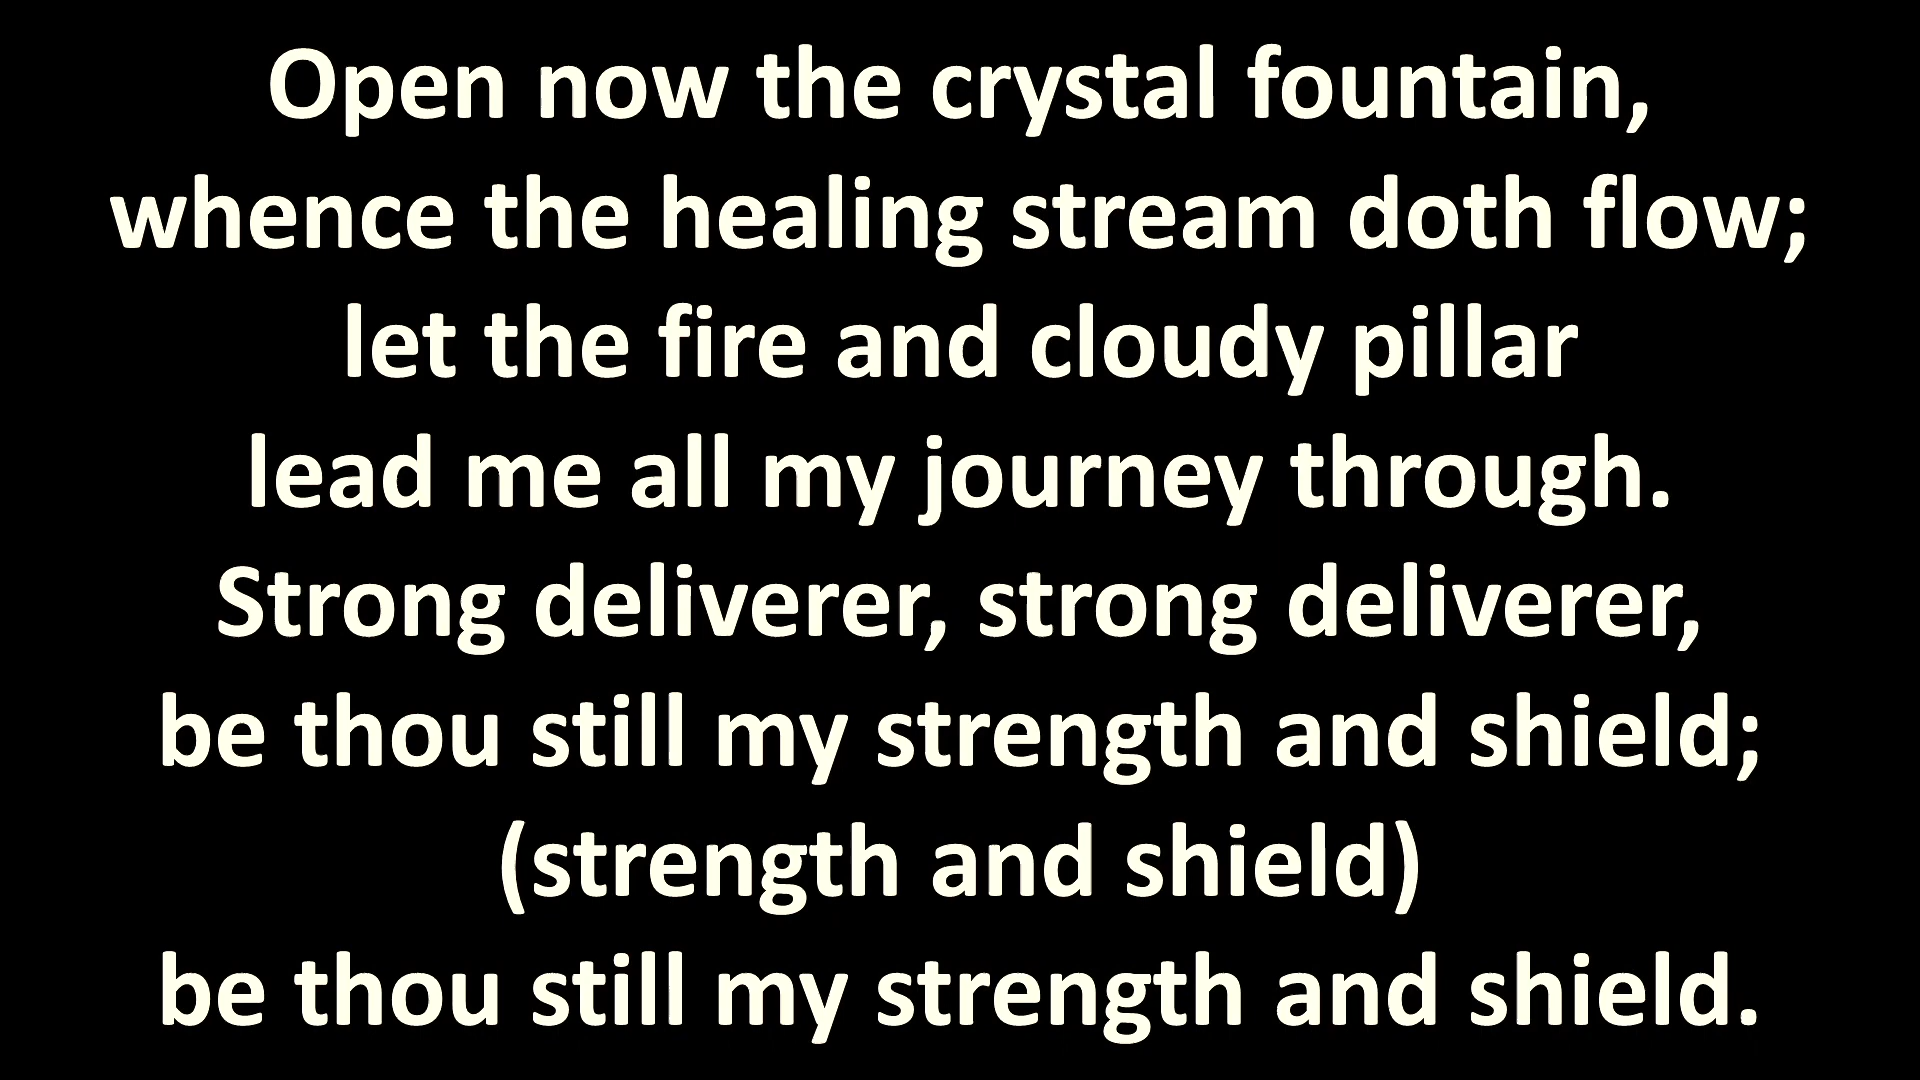 Open now the crystal fountain,
whence the healing stream doth flow;
let the fire and cloudy pillar
lead me all my journey through.
Strong deliverer, strong deliverer,
be thou still my strength and shield;
(strength and shield)
be thou still my strength and shield.